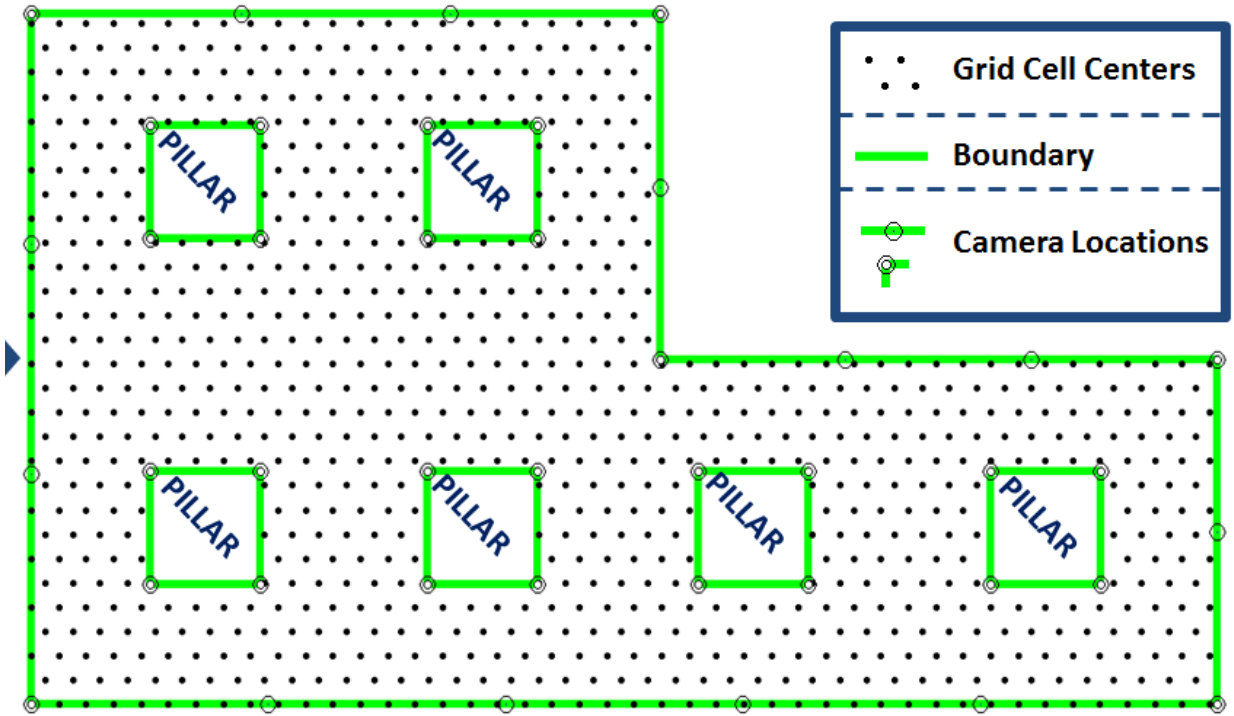 Grid Cell Centers
Boundary
Camera Locations
PILLAR
PILLAR
PILLAR
PILLAR
PILLAR
PILLAR